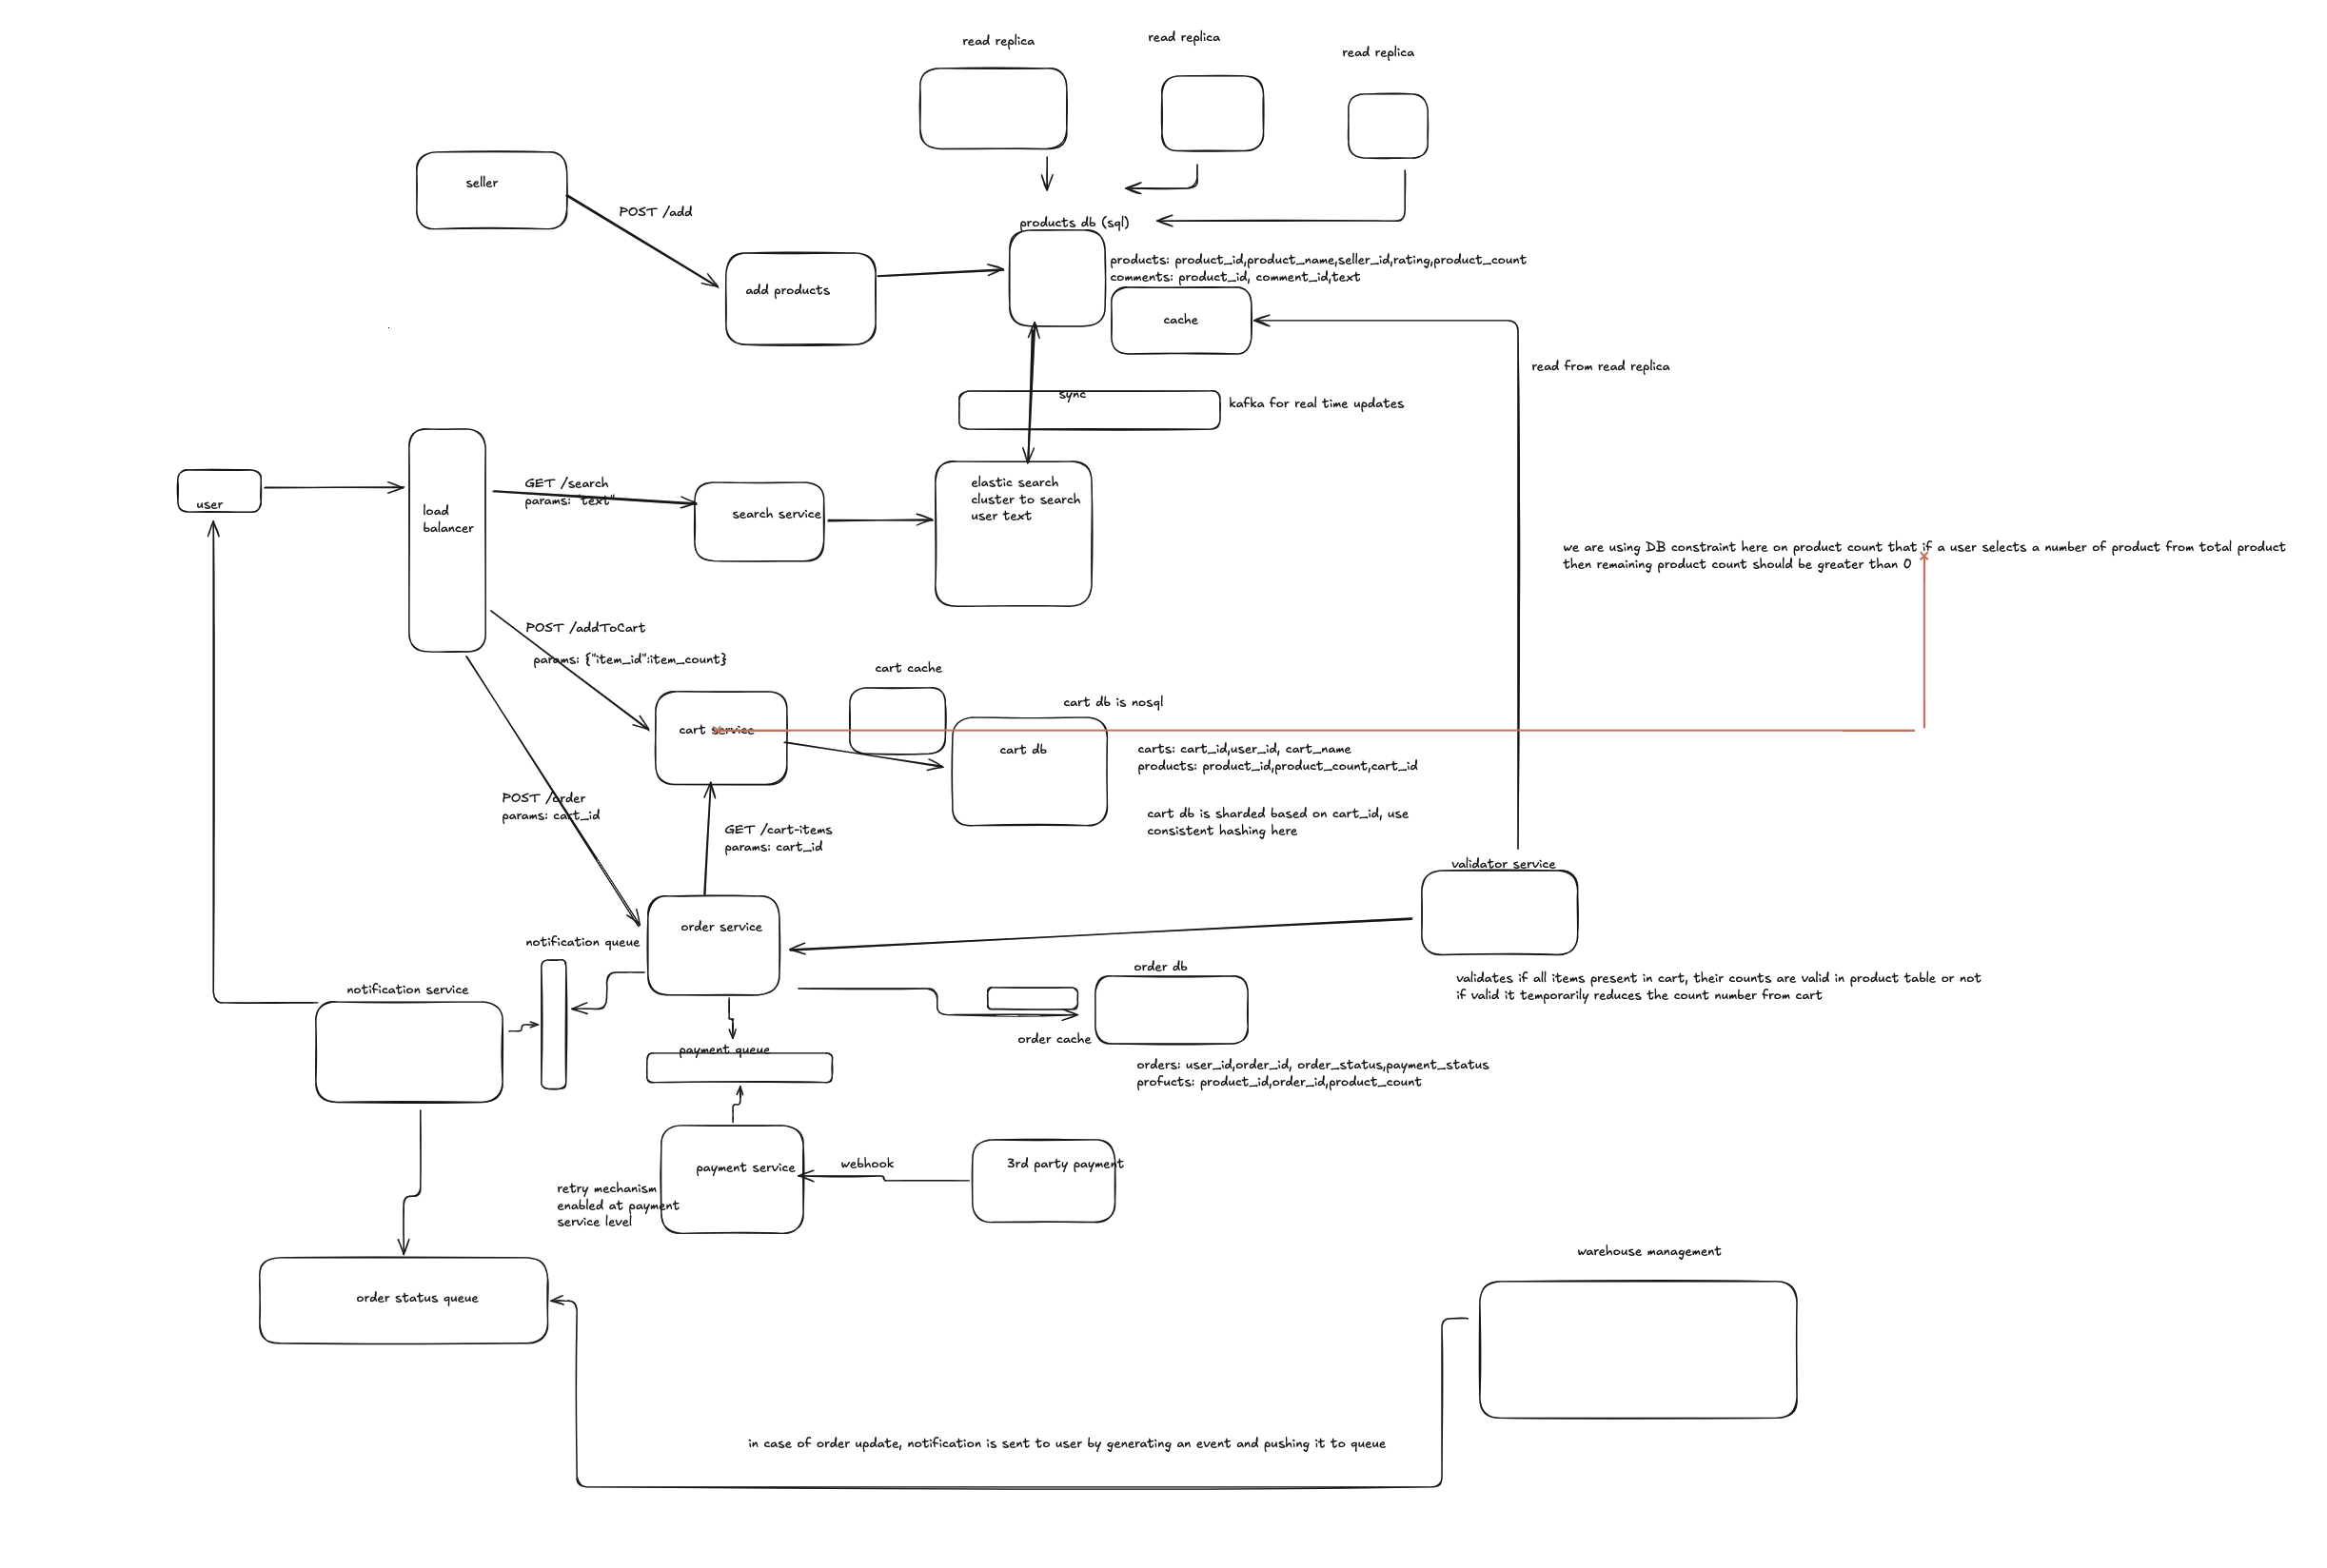 read replica
read replica
read replica
seller
POST /add
products db (sql)
products: product_id,product_name,seller_id,rating,product_count
comments: product_id, comment_id,text
add products
cache
read from read replica
sync
kafka for real time updates
user
load
balancer
GET /search
params: "text"
search service
elastic search
cluster to search
user text
we are using DB constraint here on product count that if a user selects a number of product from total product
then remaining product count should be greater than 0
POST /addToCart
params: {"item_id":item_count}
cart cache
cart db is nosql
cart service
cart db
carts: cart_id,user_id, cart_name
products: product_id,product_count,cart_id
POST /order
params: cart_id
cart db is sharded based on cart_id, use
consistent hashing here
GET /cart-items
params: cart_id
validator service
order service
notification queue
order db
validates if all items present in cart, their counts are valid in product table or not
if valid it temporarily reduces the count number from cart
notification service
order cache
payment queue
orders: user_id,order_id, order_status,payment_status
profucts: product_id,order_id,product_count
payment service
webhook
3rd party payment
retry mechanism
enabled at payment
service level
warehouse management
order status queue
in case of order update, notification is sent to user by generating an event and pushing it to queue